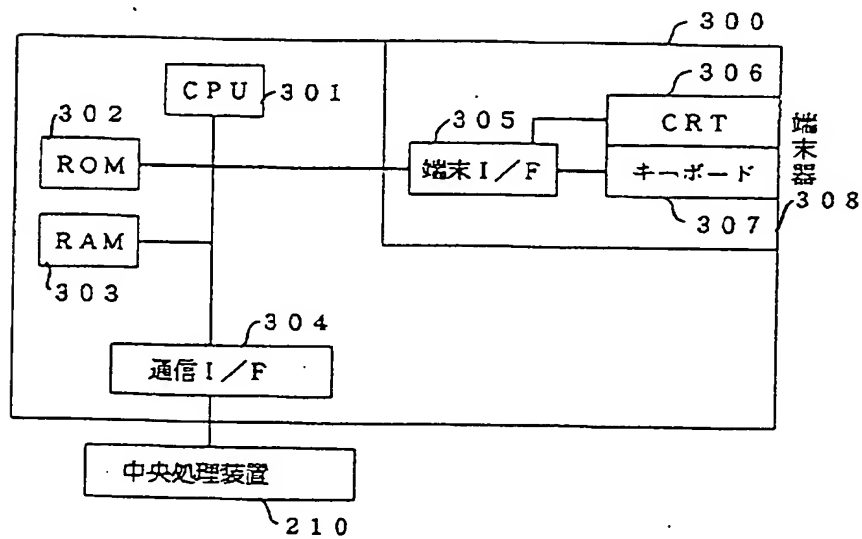 300
CPU
301
302
ROM
RAM
303
304
通信I/F
中央処理装置
210
305
端末I/F
306
CRT
キーボード
307
端末器
308